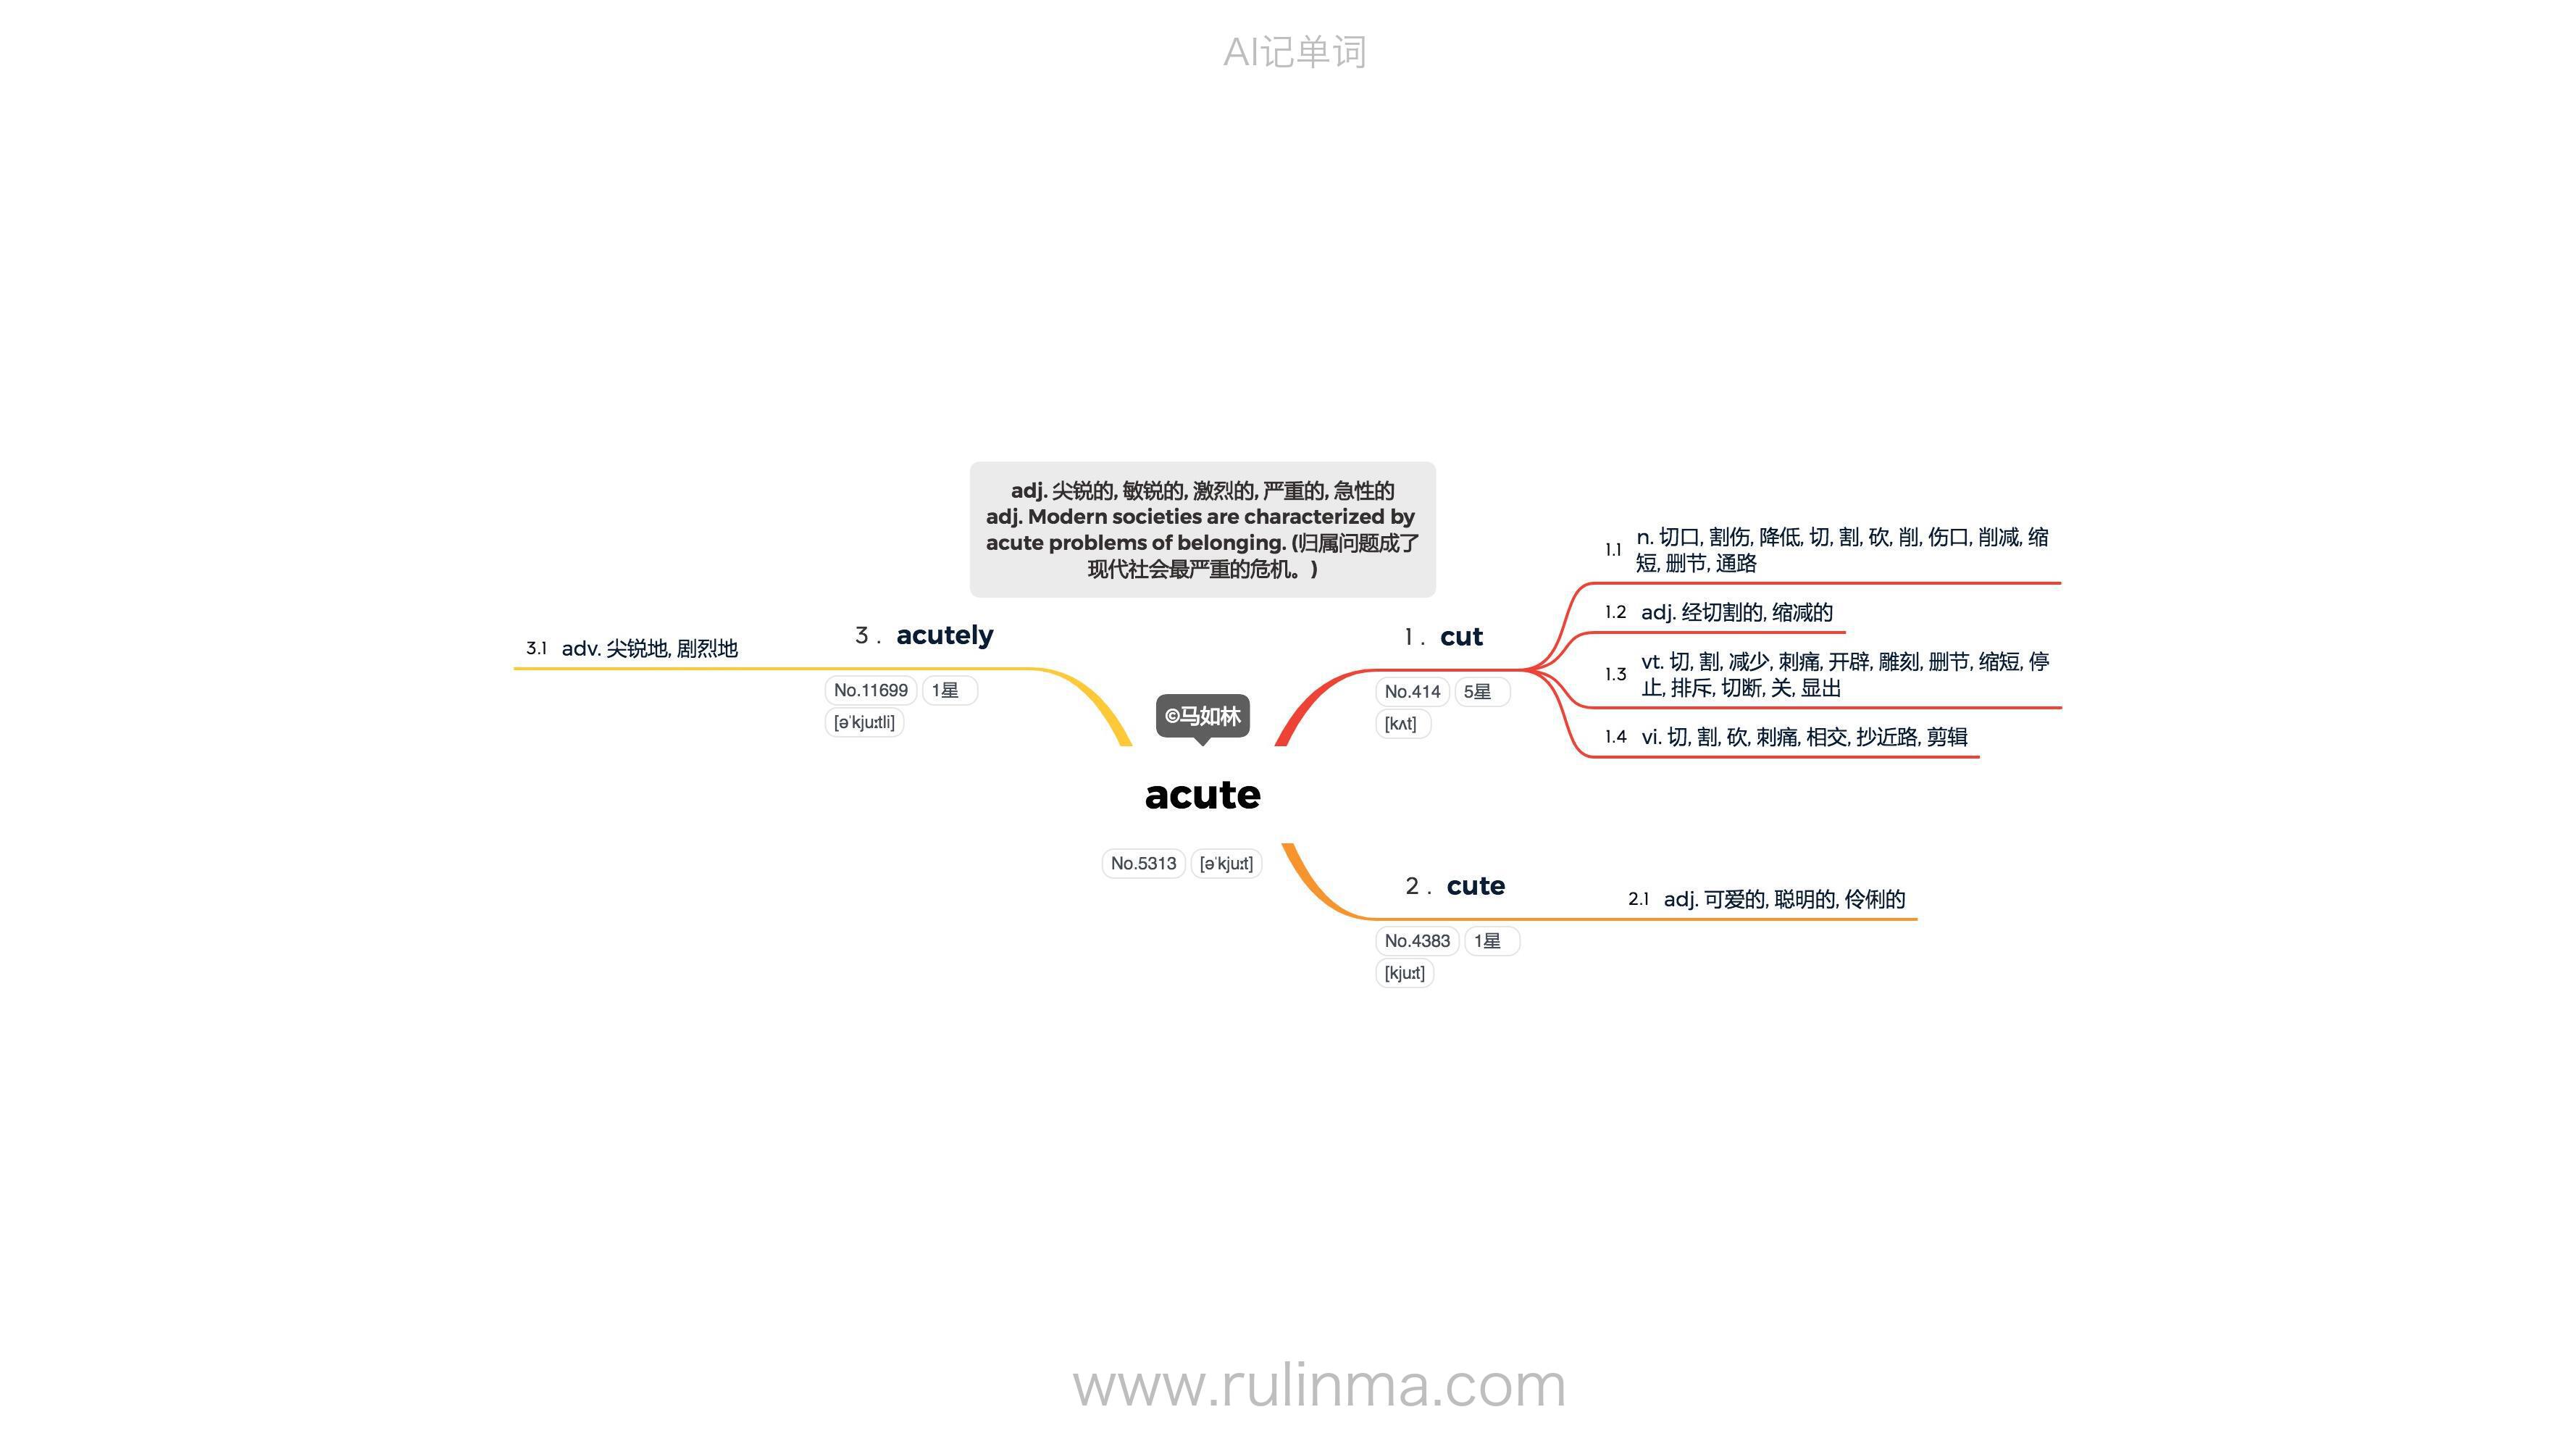 AI记单词
adj. 尖锐的, 敏锐的, 激烈的, 严重的, 急性的
adj. Modern societies are characterized by
acute problems of belonging. (归属问题成了
现代社会最严重的危机。)
©马如林
acute
No.5313 [əˈkjuːt]
1 . cut
No.414 5星
[kʌt]
1.1 n. 切口, 割伤, 降低, 切, 割, 砍, 削, 伤口, 削减, 缩
短, 删节, 通路
1.2 adj. 经切割的, 缩减的
1.3 vt. 切, 割, 减少, 刺痛, 开辟, 雕刻, 删节, 缩短, 停
止, 排斥, 切断, 关, 显出
1.4 vi. 切, 割, 砍, 刺痛, 相交, 抄近路, 剪辑
2 . cute
No.4383 1星
[kjuːt]
2.1 adj. 可爱的, 聪明的, 伶俐的
3 . acutely
No.11699 1星
[əˈkjuːtli]
3.1 adv. 尖锐地, 剧烈地
www.rulinma.com